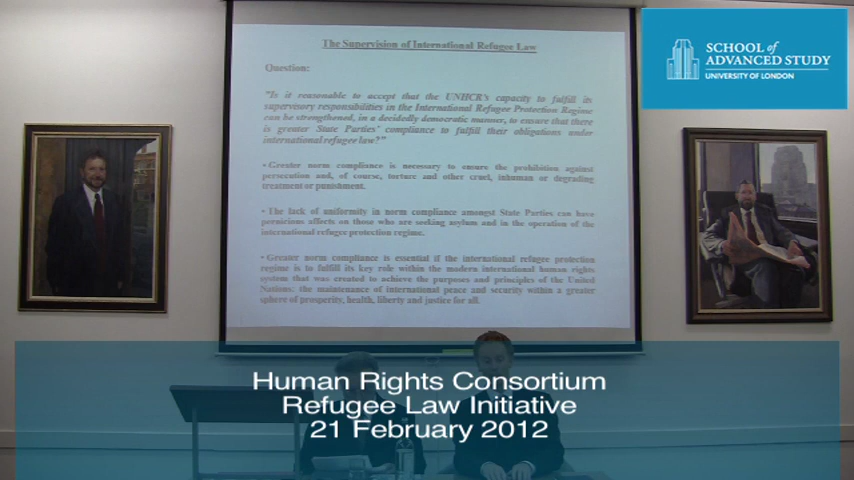 The Supervision of International Refugee Law
Question:
"Is it reasonable to accept that the UNHCR's capacity to fulfill its
supervisory responsibilities in the International Refugee Protection Regime
can be strengthened, in a decidedly democratic manner, to ensure that there
is greater State Parties' compliance to fulfill their obligations under
international refugee law?"
• Greater norm compliance is necessary to ensure the prohibition against
persecution and, of course, torture and other cruel, inhuman or degrading
treatment or punishment.
• The lack of uniformity in norm compliance amongst State Parties can have
pernicious affects on those who are seeking asylum and in the operation of the
international refugee protection regime.
• Greater norm compliance is essential if the international refugee protection
regime is to fulfill its key role within the modern international human rights
system that was created to achieve the purposes and principles of the United
Nations: the maintenance of international peace and security within a greater
sphere of prosperity, health, liberty and justice for all.
SCHOOL of
ADVANCED STUDY
UNIVERSITY OF LONDON
Human Rights Consortium
Refugee Law Initiative
21 February 2012